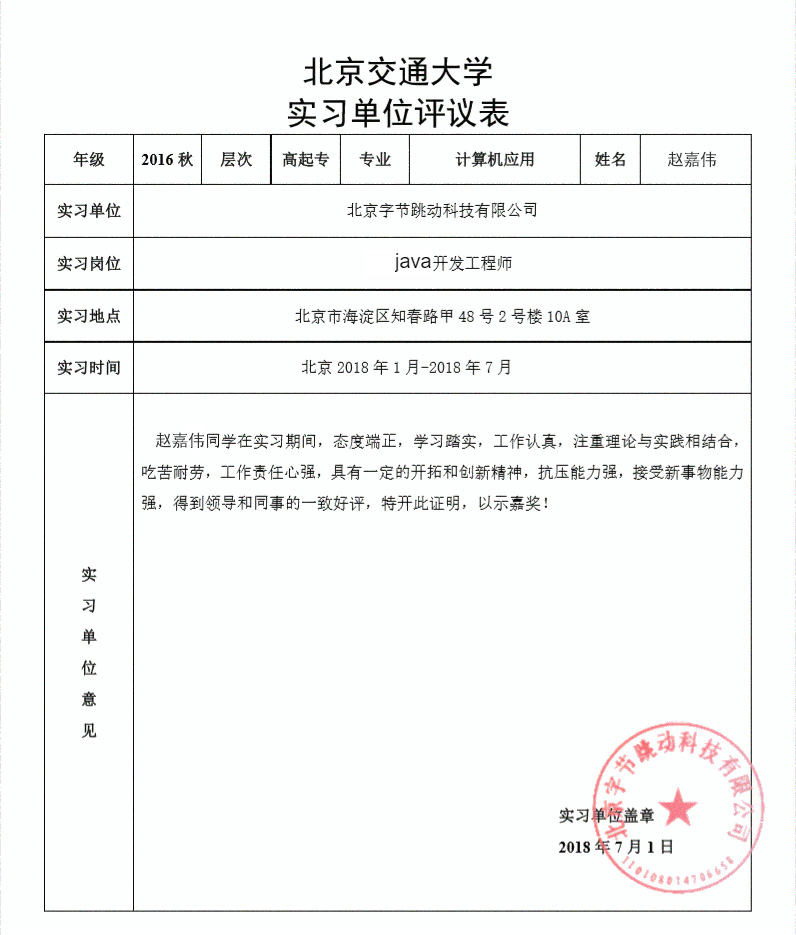 北京交通大学
实习单位评议表
年级 2016 秋 层次 高起专 专业 计算机应用 姓名 赵嘉伟
实习单位 北京字节跳动科技有限公司
实习岗位 java开发工程师
实习地点 北京市海淀区知春路甲 48 号 2 号楼 10A 室
实习时间 北京 2018 年 1 月-2018 年 7 月
实习单位意见
赵嘉伟同学在实习期间，态度端正，学习踏实，工作认真，注重理论与实践相结合，
吃苦耐劳，工作责任心强，具有一定的开拓和创新精神，抗压能力强，接受新事物能力
强，得到领导和同事的一致好评，特开此证明，以示嘉奖！
实习单位盖章
2018 年 7 月 1 日
北京字节跳动科技有限公司